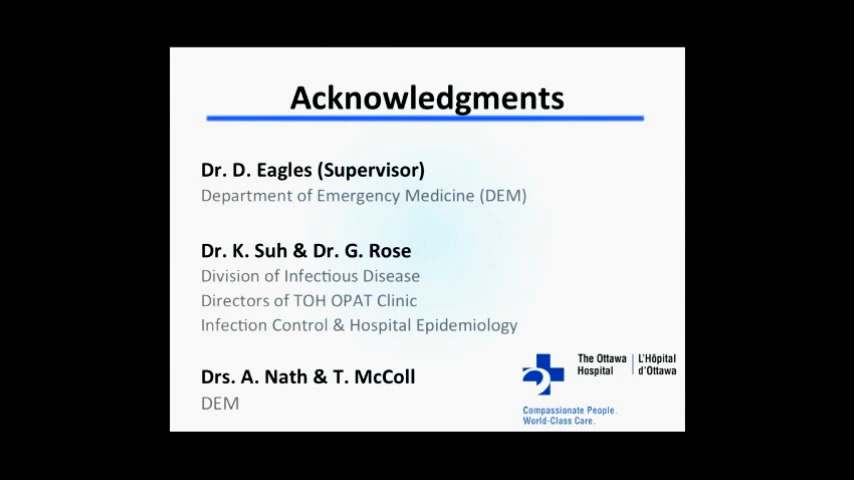 Acknowledgments
Dr. D. Eagles (Supervisor)
Department of Emergency Medicine (DEM)
Dr. K. Suh & Dr. G. Rose
Division of Infectious Disease
Directors of TOH OPAT Clinic
Infection Control & Hospital Epidemiology
Drs. A. Nath & T. McColl
DEM
The Ottawa Hospital
L'Hôpital d'Ottawa
Compassionate People.
World-Class Care.